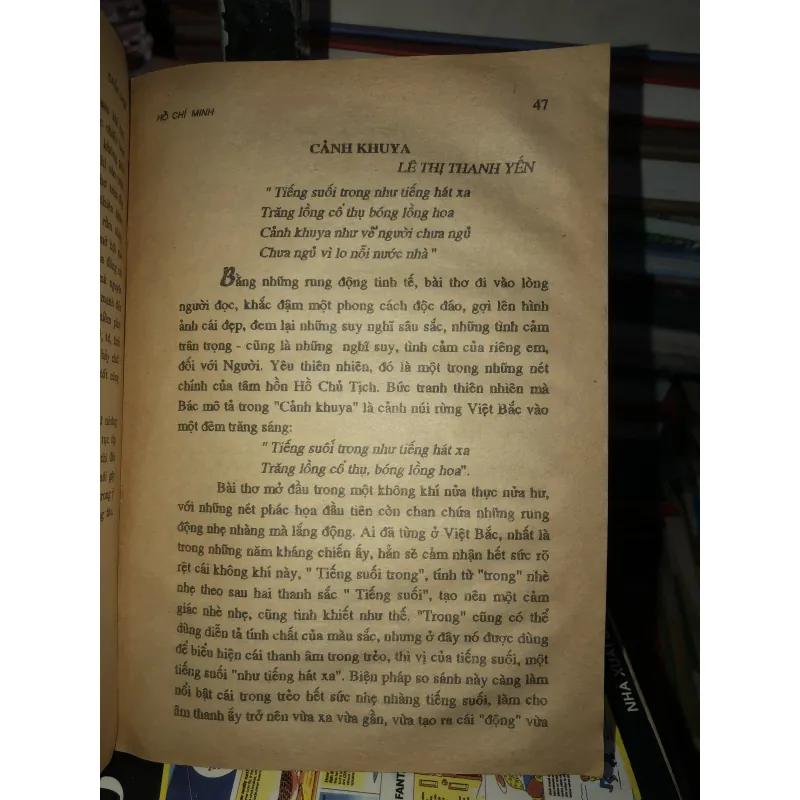 HỒ CHÍ MINH
47
CẢNH KHUYA
LÊ THỊ THANH YẾN
" Tiếng suối trong như tiếng hát xa
Trăng lồng cổ thụ bóng lồng hoa
Cảnh khuya như vẽ người chưa ngủ
Chưa ngủ vì lo nỗi nước nhà "
Bằng những rung động tinh tế, bài thơ đi vào lòng
người đọc, khắc đậm một phong cách độc đáo, gợi lên hình
ảnh cái đẹp, đem lại những suy nghĩ sâu sắc, những tình cảm
trân trọng - cũng là những nghĩ suy, tình cảm của riêng em,
đối với Người. Yêu thiên nhiên, đó là một trong những nét
chính của tâm hồn Hồ Chủ Tịch. Bức tranh thiên nhiên mà
Bác mô tả trong "Cảnh khuya" là cảnh núi rừng Việt Bắc vào
một đêm trăng sáng:
" Tiếng suối trong như tiếng hát xa
Trăng lồng cổ thụ, bóng lồng hoa".
Bài thơ mở đầu trong một không khí nửa thực nửa hư,
với những nét phác họa đầu tiên còn chan chứa những rung
động nhẹ nhàng mà lắng động. Ai đã từng ở Việt Bắc, nhất là
trong những năm kháng chiến ấy, hẳn sẽ cảm nhận hết sức rõ
rệt cái không khí này, " Tiếng suối trong", tính từ "trong" nhè
nhẹ theo sau hai thanh sắc " Tiếng suối", tạo nên một cảm
giác nhè nhẹ, cũng tinh khiết như thế. "Trong" cũng có thể
dùng diễn tả tính chất của màu sắc, nhưng ở đây nó được dùng
để biểu hiện cái thanh âm trong trẻo, thi vị của tiếng suối, một
tiếng suối "như tiếng hát xa". Biện pháp so sánh này càng làm
nổi bật cái trong trẻo hết sức nhẹ nhàng tiếng suối, làm cho
âm thanh ấy trở nên vừa xa vừa gần, vừa tạo ra cái "động" vừa